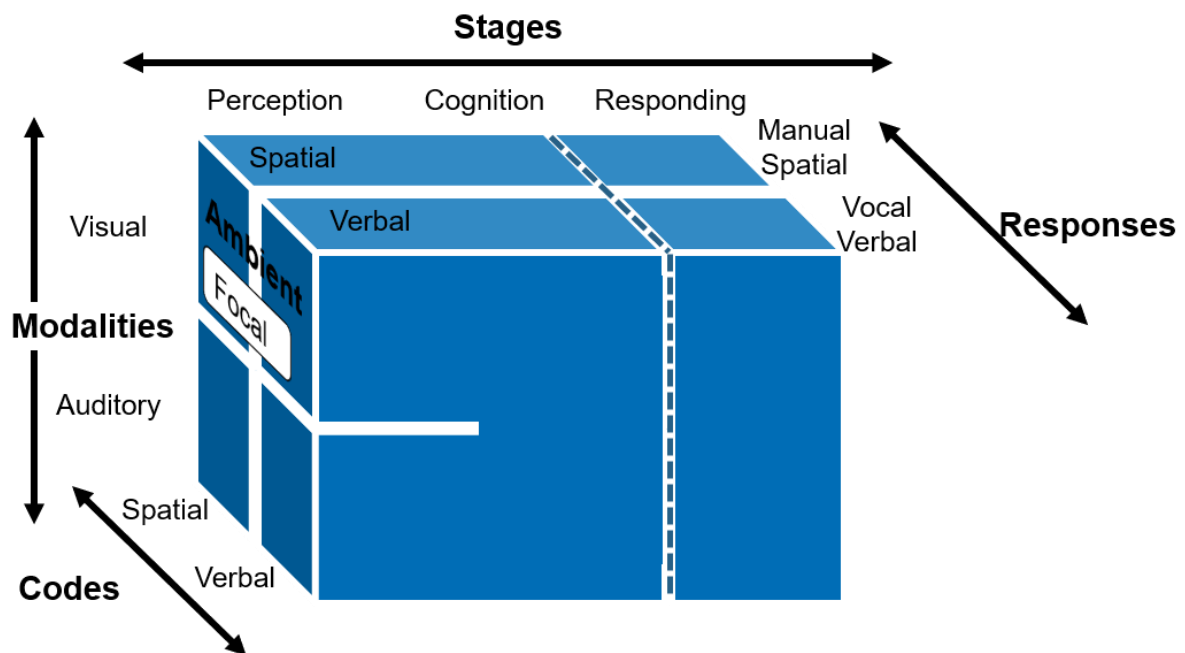 Stages
Perception
Cognition
Responding
Manual
Spatial
Spatial
Vocal
Verbal
Verbal
Visual
Ambient
Focal
Responses
Modalities
Auditory
Spatial
Verbal
Codes